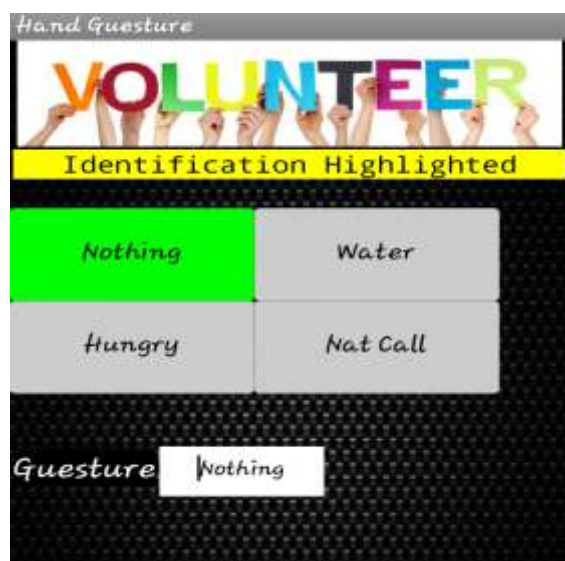 Hand Guesture
VOLUNTEER
Identification Highlighted
Nothing Water
Hungry Nat Call
Guesture Nothing